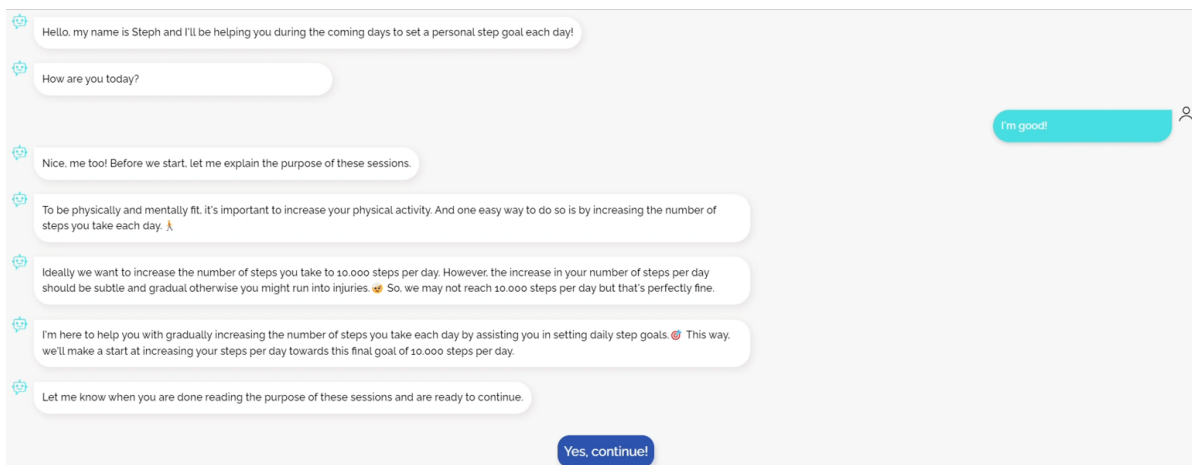 Hello, my name is Steph and I'll be helping you during the coming days to set a personal step goal each day!
How are you today?
I'm good!
Nice, me too! Before we start, let me explain the purpose of these sessions.
To be physically and mentally fit, it's important to increase your physical activity. And one easy way to do so is by increasing the number of
steps you take each day. 🚶
Ideally we want to increase the number of steps you take to 10.000 steps per day. However, the increase in your number of steps per day
should be subtle and gradual otherwise you might run into injuries. 🤕 So, we may not reach 10.000 steps per day but that's perfectly fine.
I'm here to help you with gradually increasing the number of steps you take each day by assisting you in setting daily step goals. 🎯 This way,
we'll make a start at increasing your steps per day towards this final goal of 10.000 steps per day.
Let me know when you are done reading the purpose of these sessions and are ready to continue.
Yes, continue!